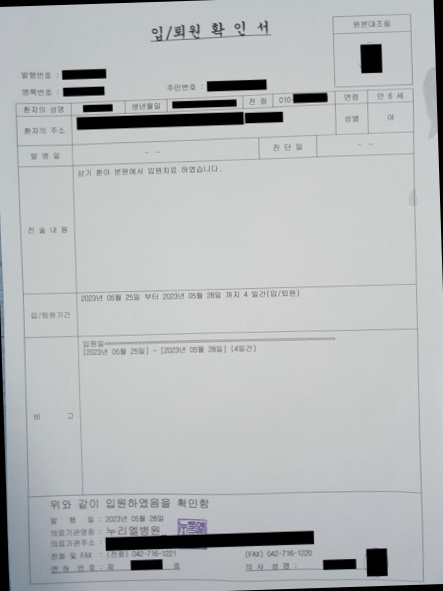 입/퇴원 확 인 서
원본대조필
발행번호 :
병록번호 : 주민번호 :
환자의 성명 생년월일 전 화 010- 연령 만 6 세
환자의 주소 성별 여
발 병 일 - - 진 단 일 - -
진 술 내 용 상기 환아 본원에서 입원치료 하였습니다.
입/퇴원기간 2023년 05월 25일 부터 2023년 05월 28일 까지 4 일간(입/퇴원)
입원일==================================================
[2023년 05월 25일] - [2023년 05월 28일] (4일간)
비 고
위와 같이 입원하였음을 확인함
발 행 일 : 2023년 05월 28일
의료기관명칭 : 누리엘병원
의료기관주소 :
전화 및 FAX : (전화) 042-716-1221 (FAX) 042-716-1220
면 허 번 호 : 제 호 의 사 성 명 :